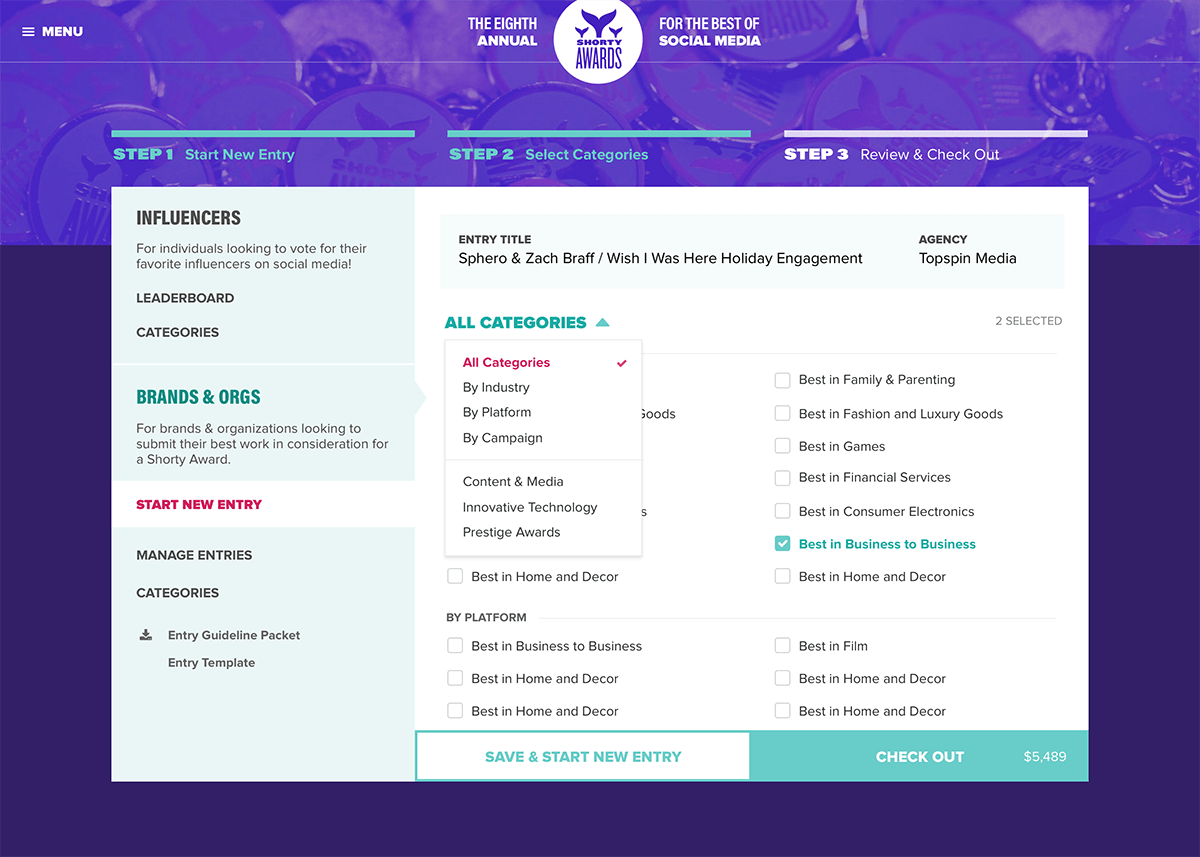 MENU
THE EIGHTH
ANNUAL
SHORTY
AWARDS
FOR THE BEST OF
SOCIAL MEDIA
STEP 1 Start New Entry
STEP 2 Select Categories
STEP 3 Review & Check Out
INFLUENCERS
For individuals looking to vote for their
favorite influencers on social media!
LEADERBOARD
CATEGORIES
BRANDS & ORGS
For brands & organizations looking to
submit their best work in consideration for
a Shorty Award.
START NEW ENTRY
MANAGE ENTRIES
CATEGORIES
Entry Guideline Packet
Entry Template
ENTRY TITLE
Sphero & Zach Braff / Wish I Was Here Holiday Engagement
AGENCY
Topspin Media
ALL CATEGORIES
2 SELECTED
All Categories
By Industry
By Platform
By Campaign
Content & Media
Innovative Technology
Prestige Awards
Best in Home and Decor
Best in Family & Parenting
Best in Fashion and Luxury Goods
Best in Games
Best in Financial Services
Best in Consumer Electronics
Best in Business to Business
Best in Home and Decor
BY PLATFORM
Best in Business to Business
Best in Film
Best in Home and Decor
Best in Home and Decor
Best in Home and Decor
Best in Home and Decor
SAVE & START NEW ENTRY
CHECK OUT $5,489